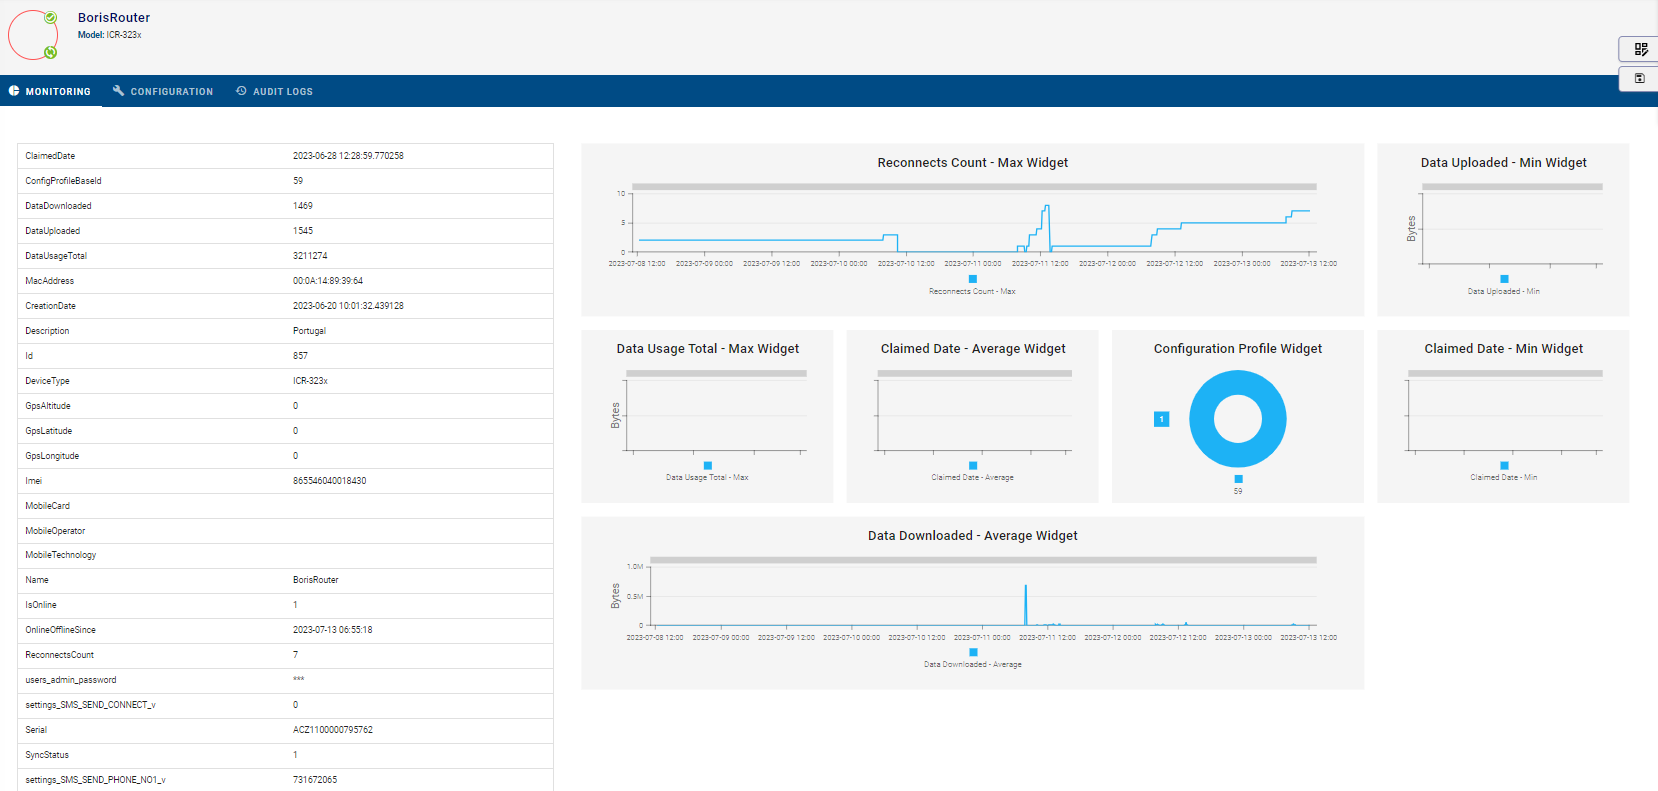 BorisRouter
Model: ICR-323x
MONITORING CONFIGURATION AUDIT LOGS
ClaimedDate 2023-06-28 12:28:59.770258
ConfigProfileBaseId 59
DataDownloaded 1469
DataUploaded 1545
DataUsageTotal 3211274
MacAddress 00:0A:14:89:39:64
CreationDate 2023-06-20 10:01:32.439128
Description Portugal
Id 857
DeviceType ICR-323x
GpsAltitude 0
GpsLatitude 0
GpsLongitude 0
Imei 865546040018430
MobileCard
MobileOperator
MobileTechnology
Name BorisRouter
IsOnline 1
OnlineOfflineSince 2023-07-13 06:55:18
ReconnectsCount 7
users_admin_password ***
settings_SMS_SEND_CONNECT_v 0
Serial ACZ1100000795762
SyncStatus 1
settings_SMS_SEND_PHONE_NO1_v 731672065
Reconnects Count - Max Widget
10
5
0
2023-07-08 12:00 2023-07-09 00:00 2023-07-09 12:00 2023-07-10 00:00 2023-07-10 12:00 2023-07-11 00:00 2023-07-11 12:00 2023-07-12 00:00 2023-07-12 12:00 2023-07-13 00:00 2023-07-13 12:00
Reconnects Count - Max
Data Uploaded - Min Widget
Bytes
Data Uploaded - Min
Data Usage Total - Max Widget
Bytes
Data Usage Total - Max
Claimed Date - Average Widget
Claimed Date - Average
Configuration Profile Widget
1
59
Claimed Date - Min Widget
Claimed Date - Min
Data Downloaded - Average Widget
Bytes
1.0M
0.5M
0
2023-07-08 12:00 2023-07-09 00:00 2023-07-09 12:00 2023-07-10 00:00 2023-07-10 12:00 2023-07-11 00:00 2023-07-11 12:00 2023-07-12 00:00 2023-07-12 12:00 2023-07-13 00:00 2023-07-13 12:00
Data Downloaded - Average